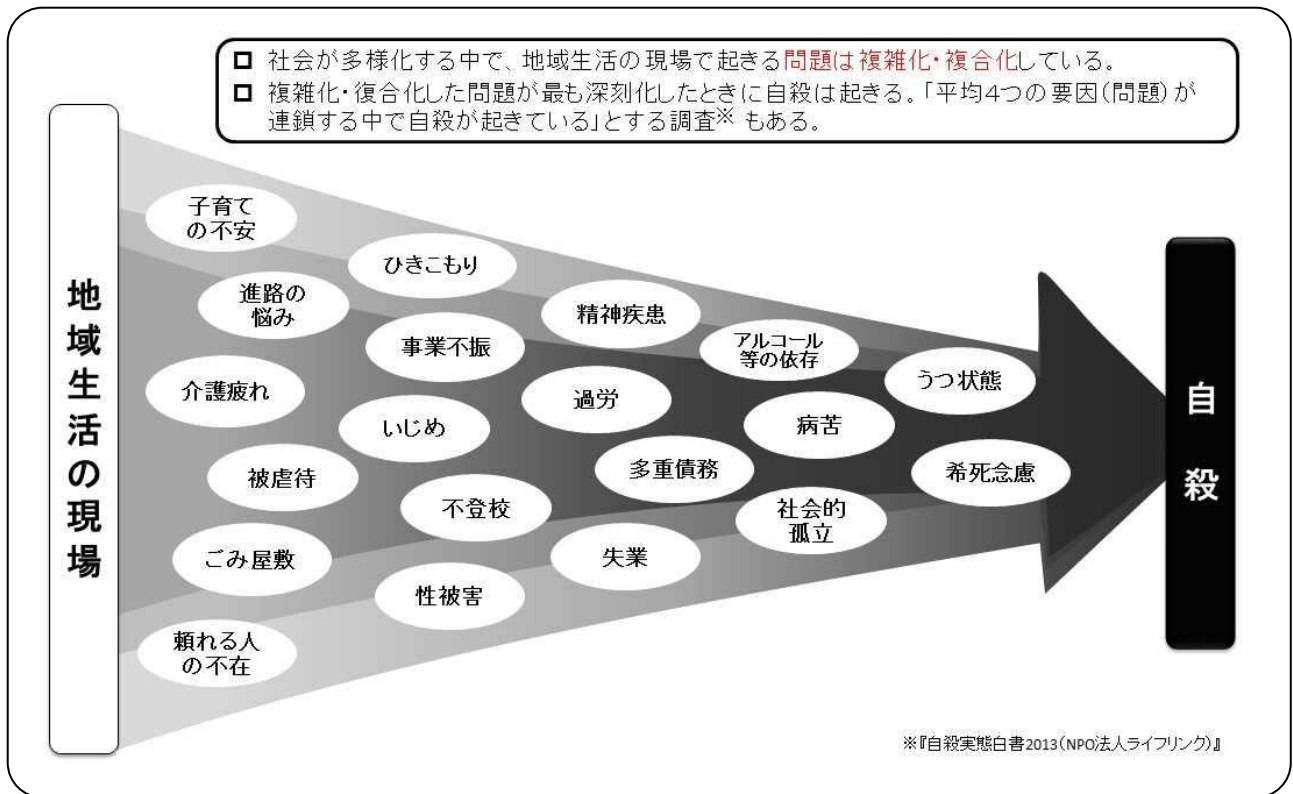 □ 社会が多様化する中で、地域生活の現場で起きる問題は複雑化・複合化している。
□ 複雑化・復合化した問題が最も深刻化したときに自殺は起きる。「平均4つの要因(問題)が
連鎖する中で自殺が起きている」とする調査※ もある。
地域生活の現場
子育て
の不安
進路の
悩み
介護疲れ
被虐待
ごみ屋敷
頼れる人
の不在
ひきこもり
事業不振
いじめ
不登校
性被害
精神疾患
過労
多重債務
失業
アルコール
等の依存
病苦
社会的
孤立
うつ状態
希死念慮
自殺
※『自殺実態白書2013(NPO法人ライフリンク)』